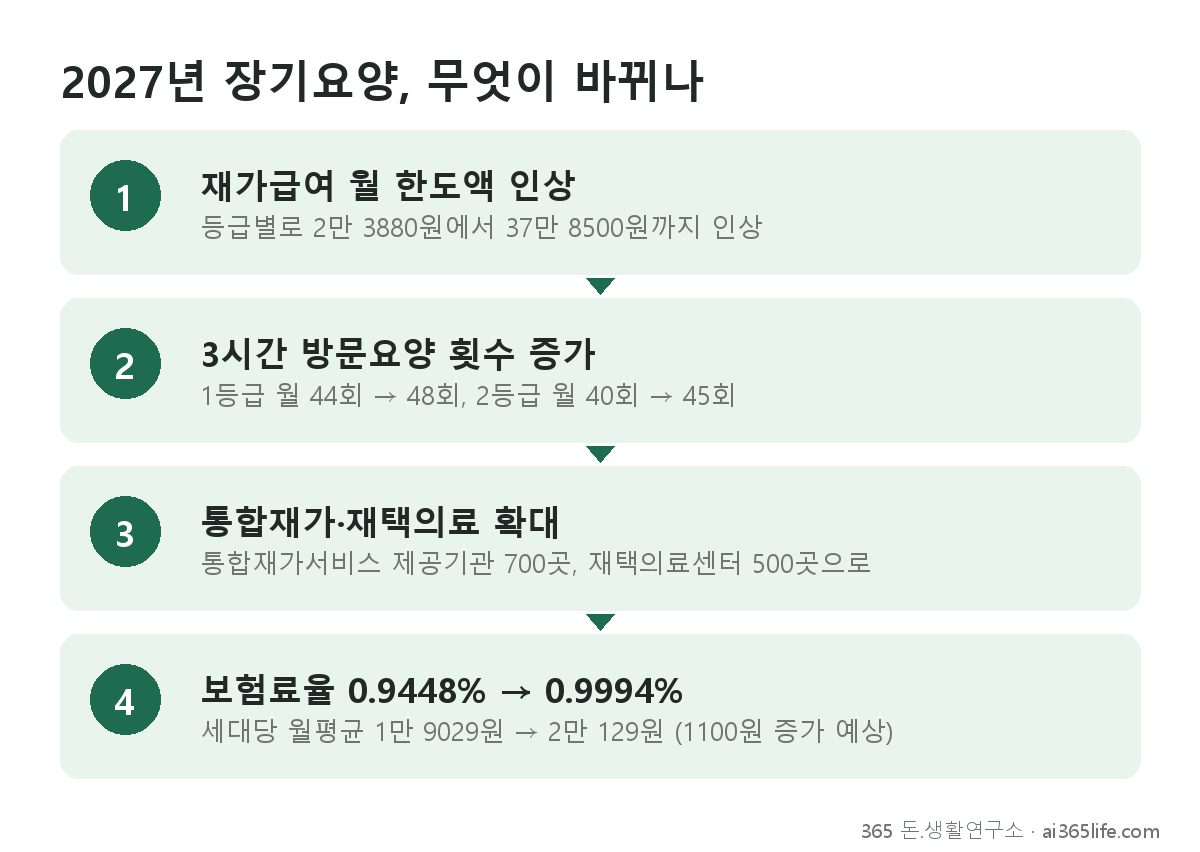 2027년 장기요양, 무엇이 바뀌나
1
재가급여 월 한도액 인상
등급별로 2만 3880원에서 37만 8500원까지 인상
2
3시간 방문요양 횟수 증가
1등급 월 44회 → 48회, 2등급 월 40회 → 45회
3
통합재가·재택의료 확대
통합재가서비스 제공기관 700곳, 재택의료센터 500곳으로
4
보험료율 0.9448% → 0.9994%
세대당 월평균 1만 9029원 → 2만 129원 (1100원 증가 예상)
365 돈.생활연구소 · ai365life.com